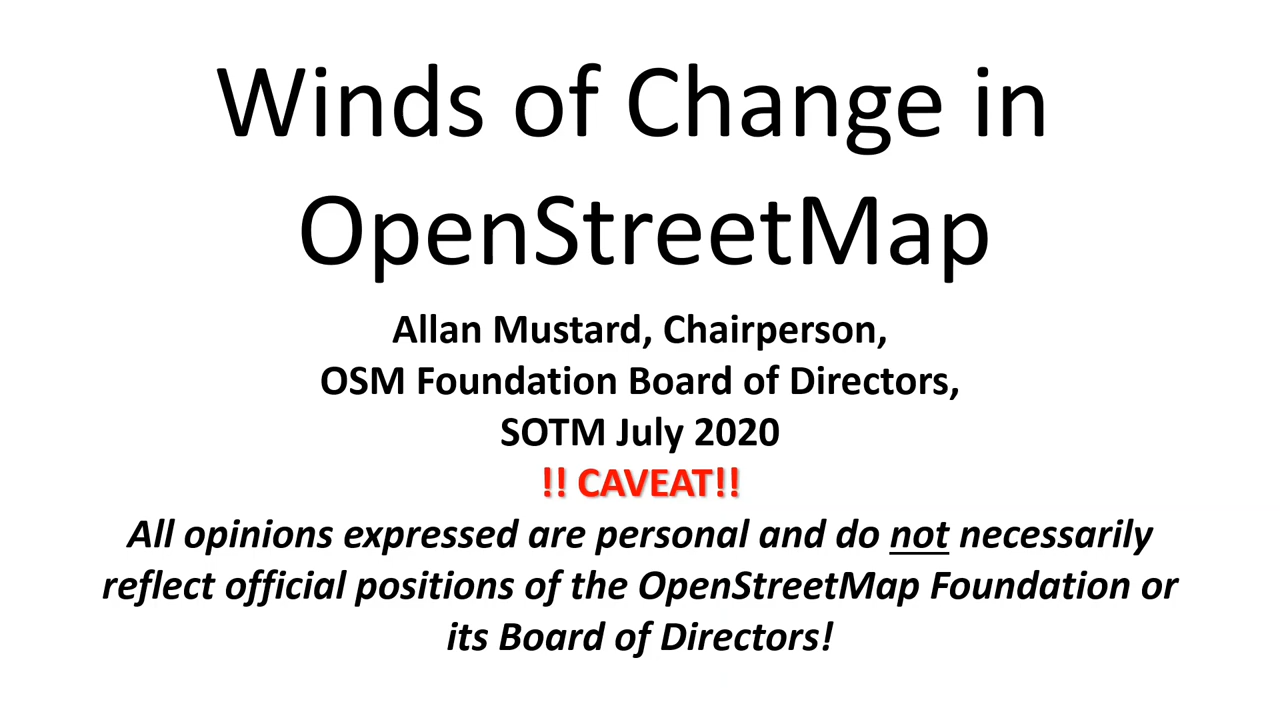 Winds of Change in
OpenStreetMap
Allan Mustard, Chairperson,
OSM Foundation Board of Directors,
SOTM July 2020
!! CAVEAT!!
All opinions expressed are personal and do not necessarily
reflect official positions of the OpenStreetMap Foundation or
its Board of Directors!